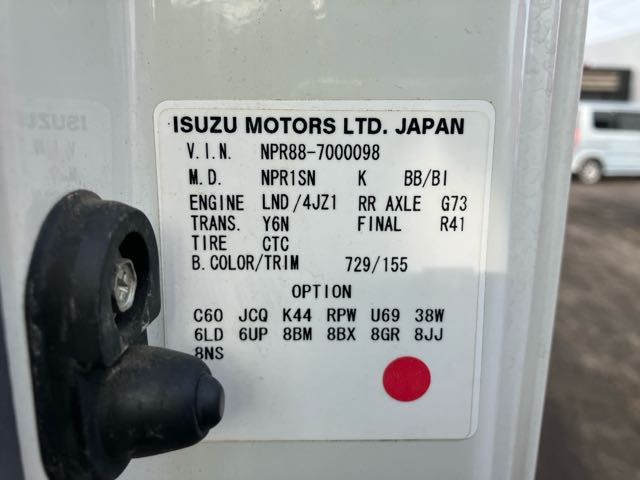 ISUZU MOTORS LTD. JAPAN
V.I.N. NPR88-7000098
M.D. NPR1SN K BB/BI
ENGINE LND/4JZ1 RR AXLE G73
TRANS. Y6N FINAL R41
TIRE CTC
B.COLOR/TRIM 729/155
OPTION
C60 JCQ K44 RPW U69 38W
6LD 6UP 8BM 8BX 8GR 8JJ
8NS